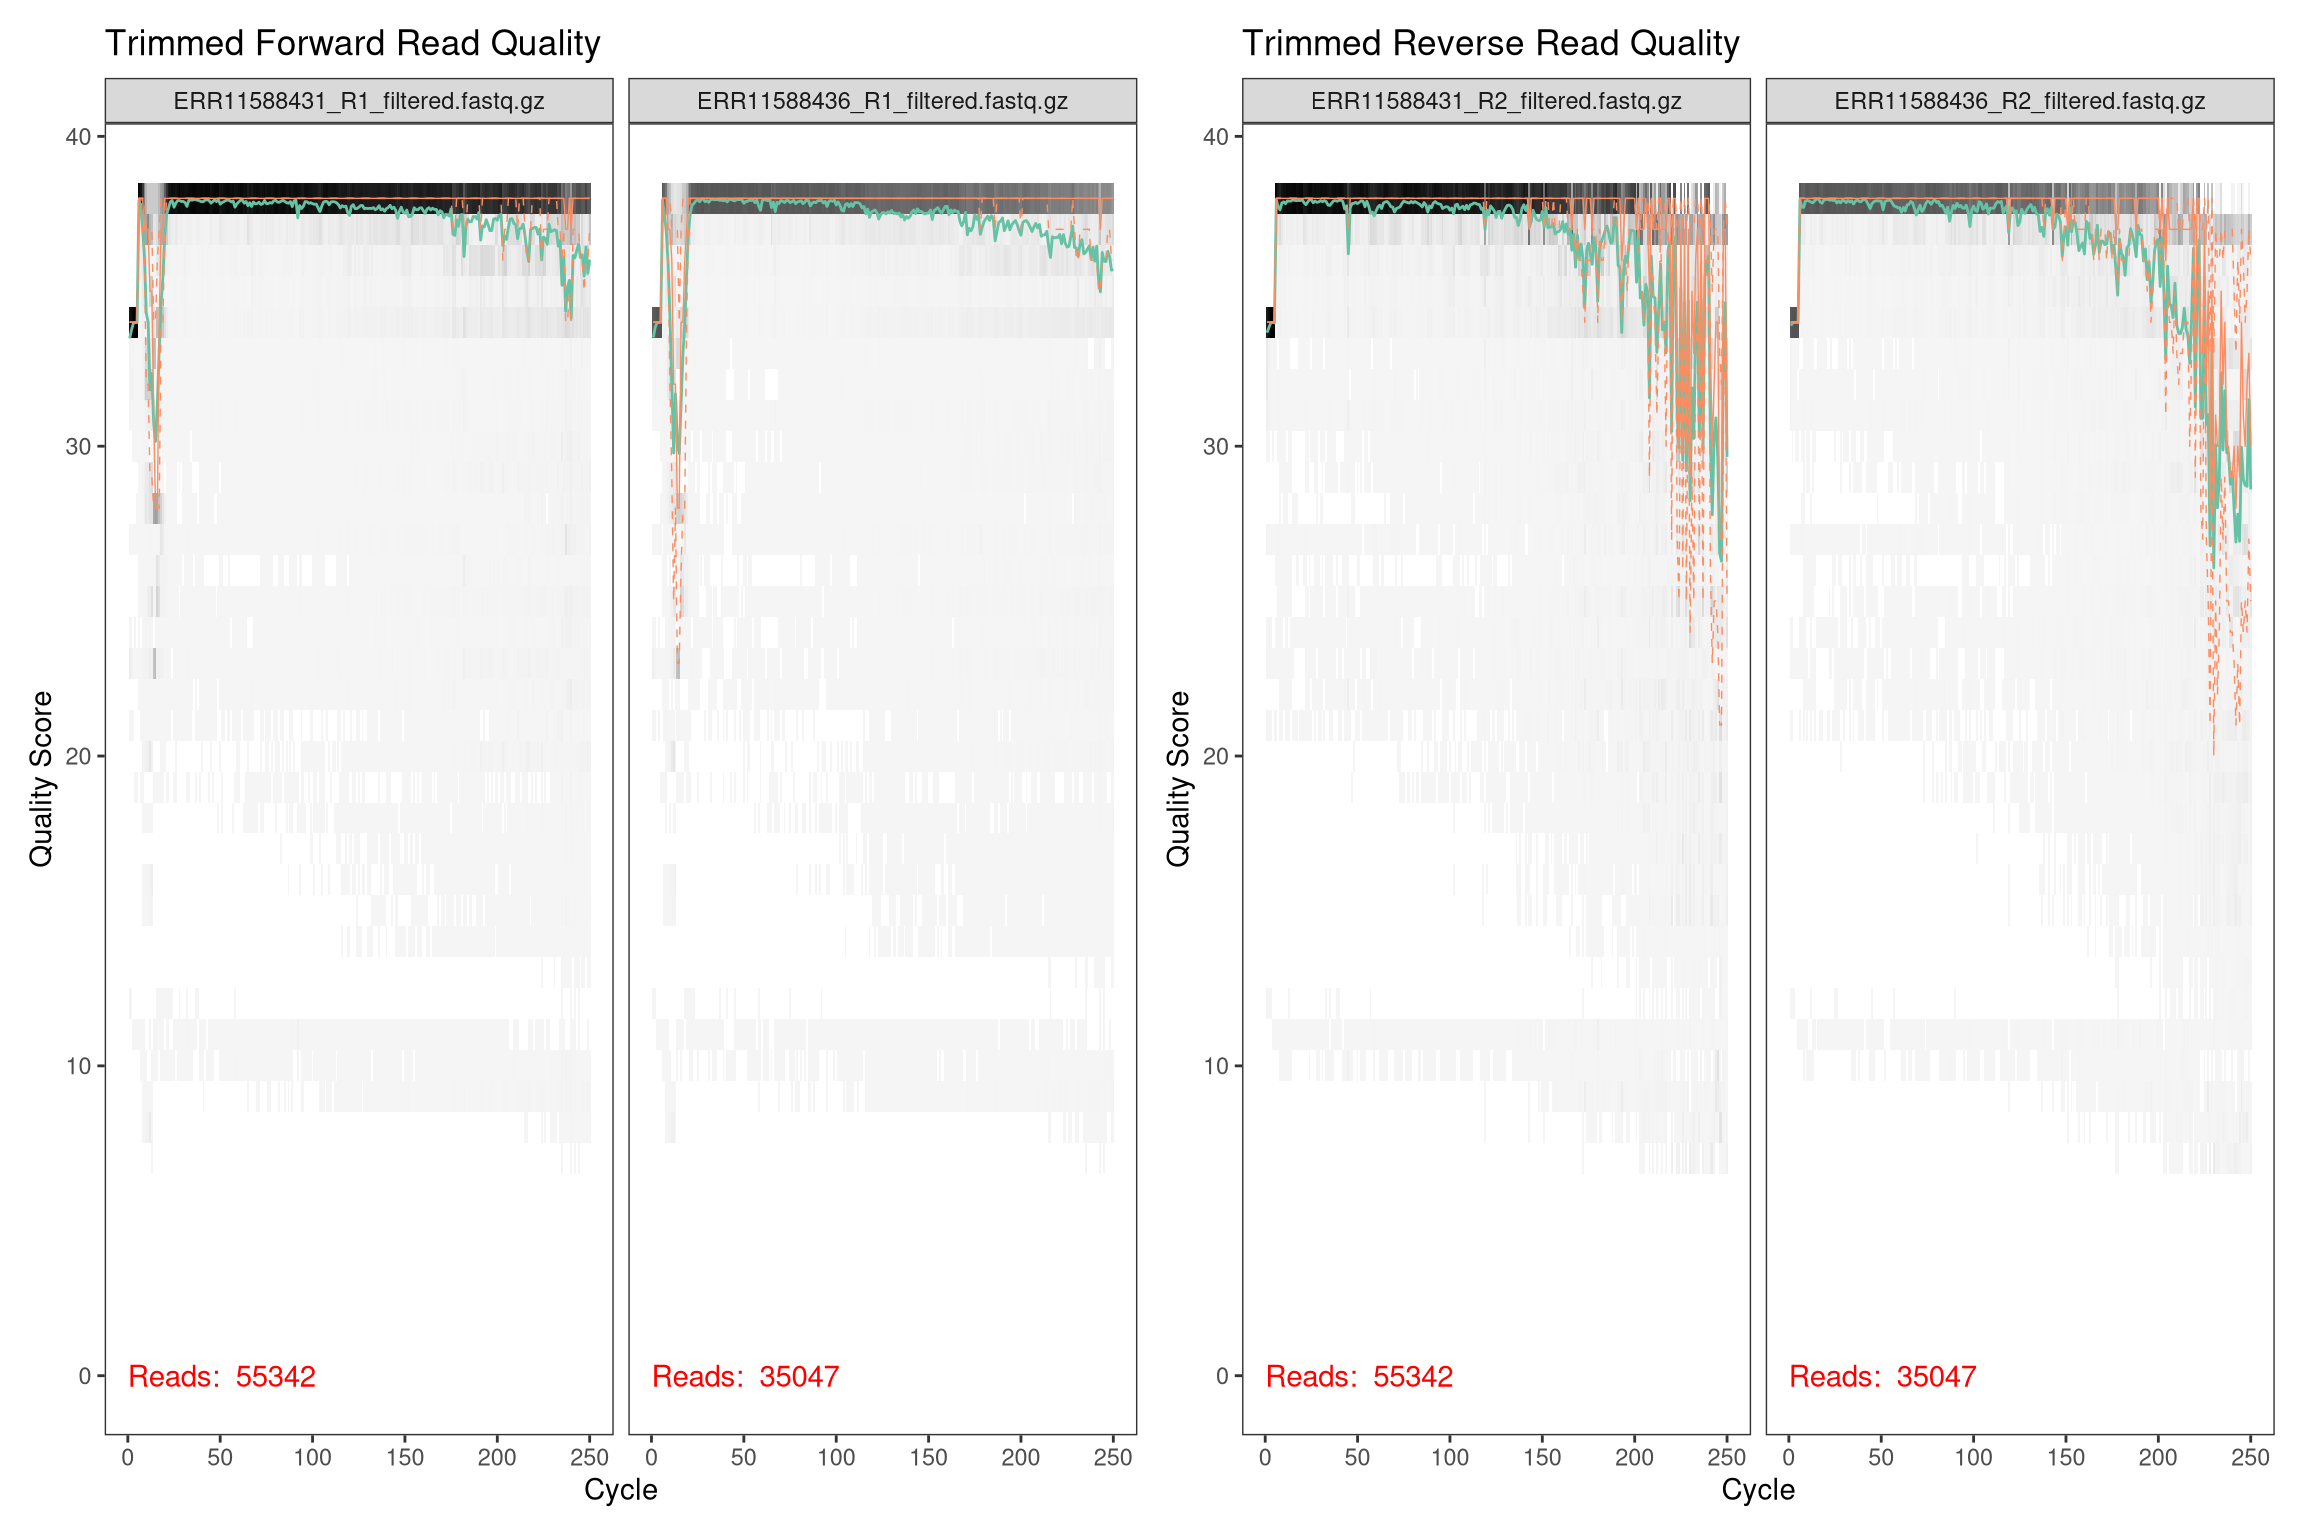 Trimmed Forward Read Quality
ERR11588431_R1_filtered.fastq.gz
ERR11588436_R1_filtered.fastq.gz
40
30
20
10
0
Quality Score
Reads: 55342
Reads: 35047
0 50 100 150 200 250
0 50 100 150 200 250
Cycle
Trimmed Reverse Read Quality
ERR11588431_R2_filtered.fastq.gz
ERR11588436_R2_filtered.fastq.gz
40
30
20
10
0
Quality Score
Reads: 55342
Reads: 35047
0 50 100 150 200 250
0 50 100 150 200 250
Cycle